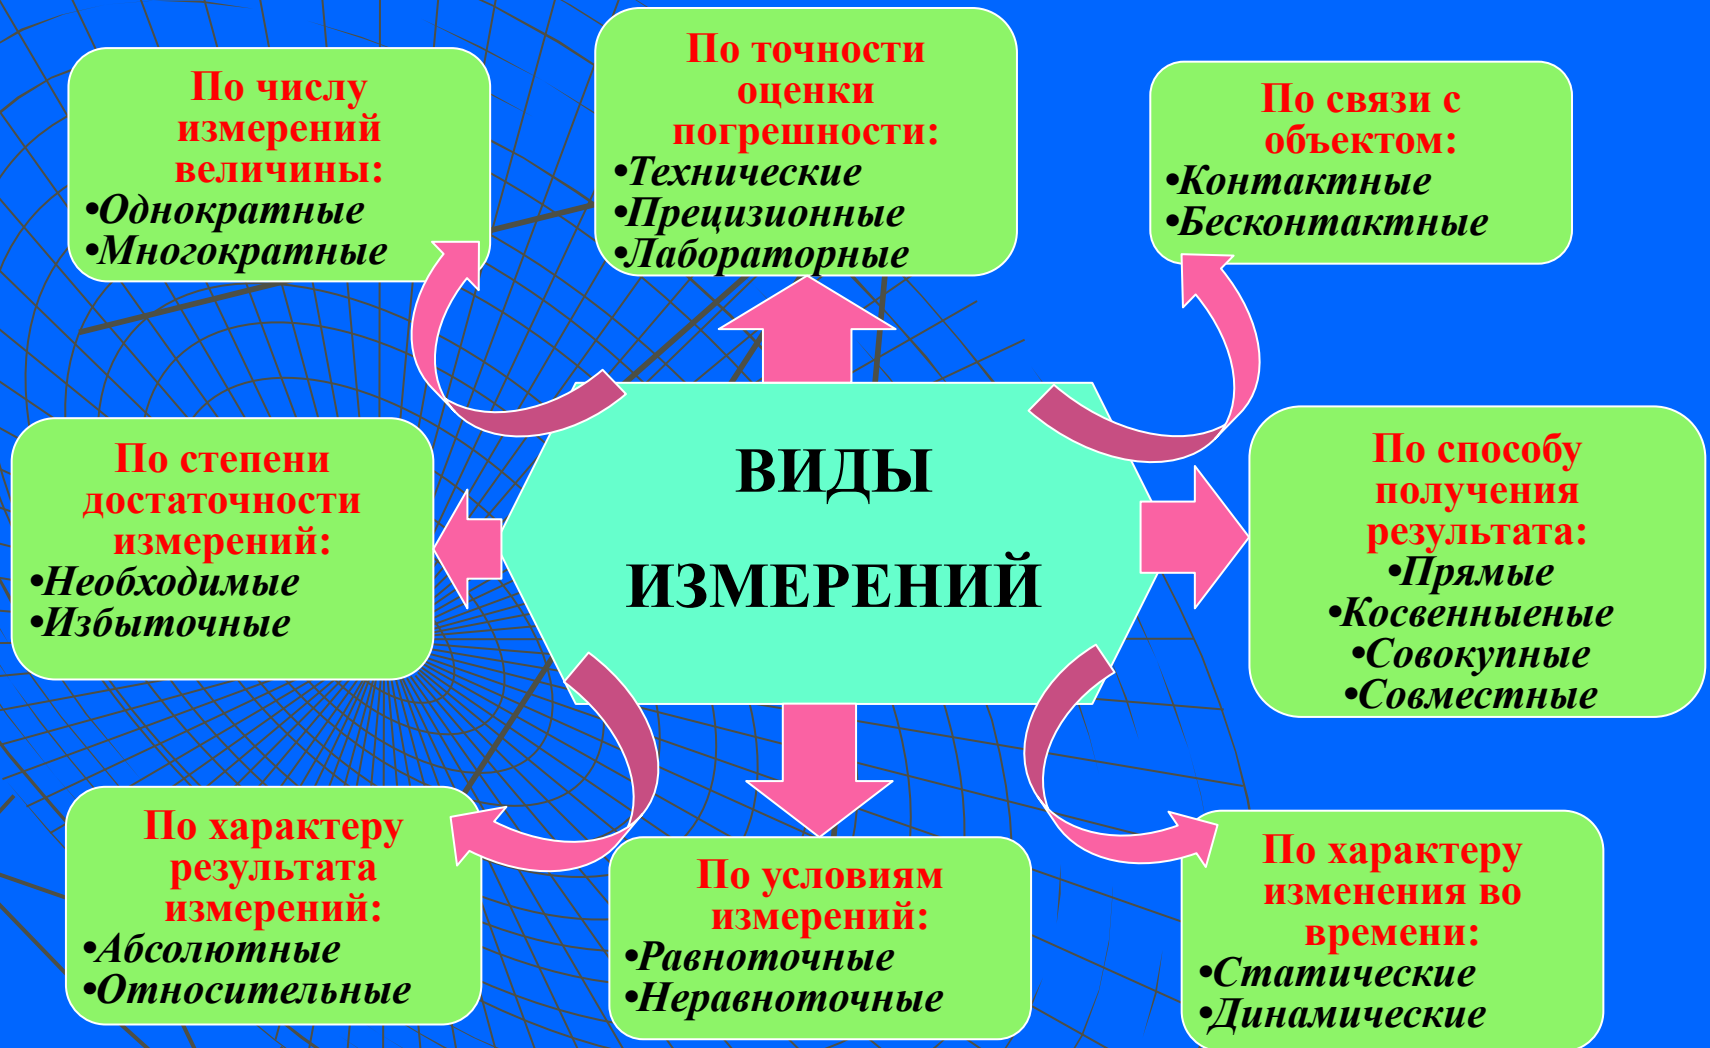 По числу
измерений
величины:
•Однократные
•Многократные
По точности
оценки
погрешности:
•Технические
•Прецизионные
•Лабораторные
По связи с
объектом:
•Контактные
•Бесконтактные
По степени
достаточности
измерений:
•Необходимые
•Избыточные
ВИДЫ
ИЗМЕРЕНИЙ
По способу
получения
результата:
•Прямые
•Косвенныеные
•Совокупные
•Совместные
По характеру
результата
измерений:
•Абсолютные
•Относительные
По условиям
измерений:
•Равноточные
•Неравноточные
По характеру
изменения во
времени:
•Статические
•Динамические